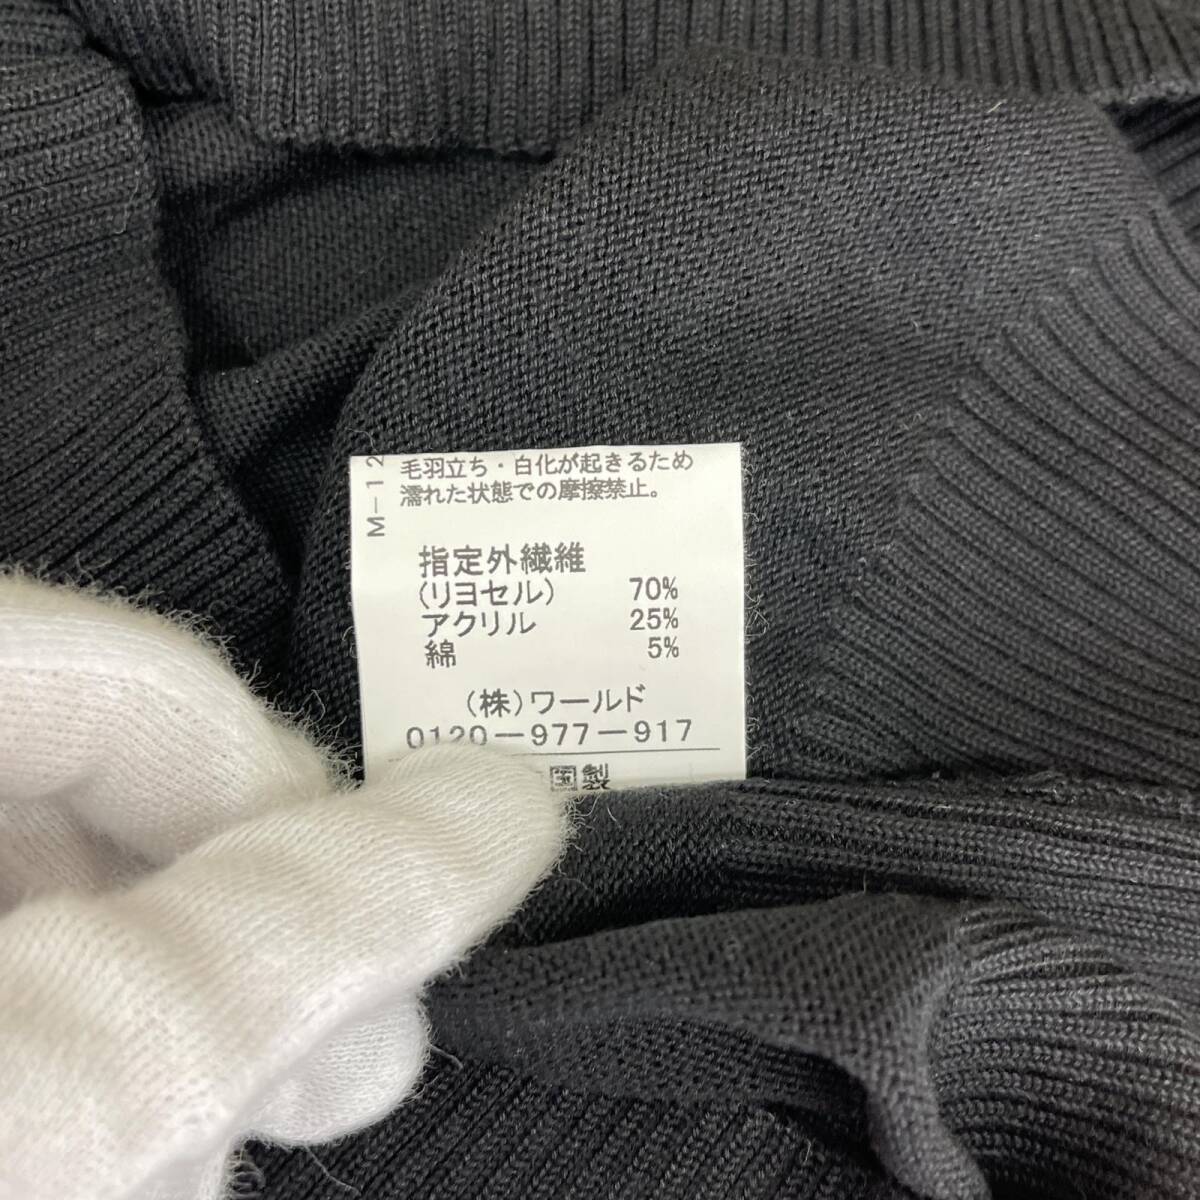 M-12
毛羽立ち・白化が起きるため
濡れた状態での摩擦禁止。
指定外繊維
(リヨセル) 70%
アクリル 25%
綿 5%
(株)ワールド
0120-977-917